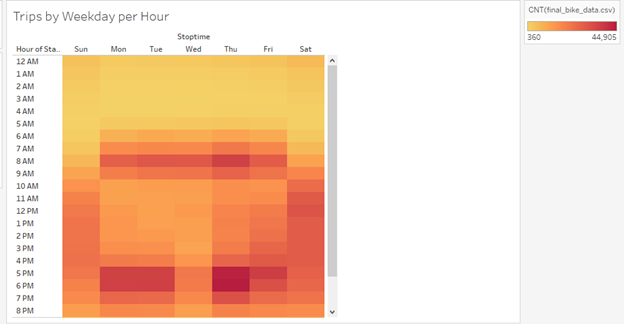 Trips by Weekday per Hour
Stoptime
Hour of Sta.. Sun Mon Tue Wed Thu Fri Sat
12 AM
1 AM
2 AM
3 AM
4 AM
5 AM
6 AM
7 AM
8 AM
9 AM
10 AM
11 AM
12 PM
1 PM
2 PM
3 PM
4 PM
5 PM
6 PM
7 PM
8 PM
CNT(final_bike_data.csv)
360 44,905